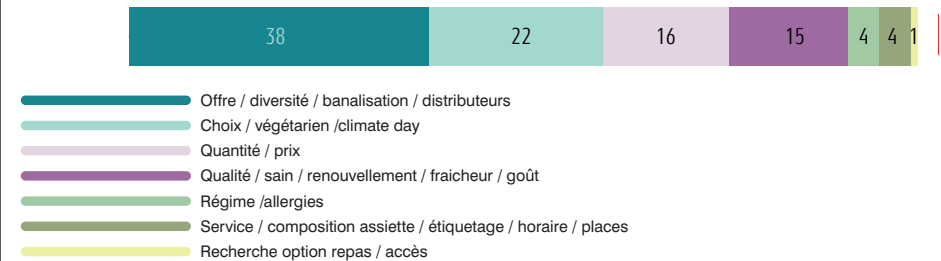 38 22 16 15 4 4 1
Offre / diversité / banalisation / distributeurs
Choix / végétarien /climate day
Quantité / prix
Qualité / sain / renouvellement / fraicheur / goût
Régime /allergies
Service / composition assiette / étiquetage / horaire / places
Recherche option repas / accès